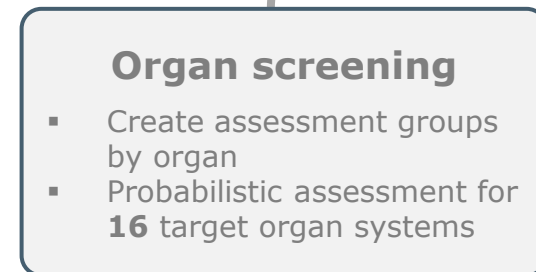 Organ screening
▪ Create assessment groups
by organ
▪ Probabilistic assessment for
16 target organ systems